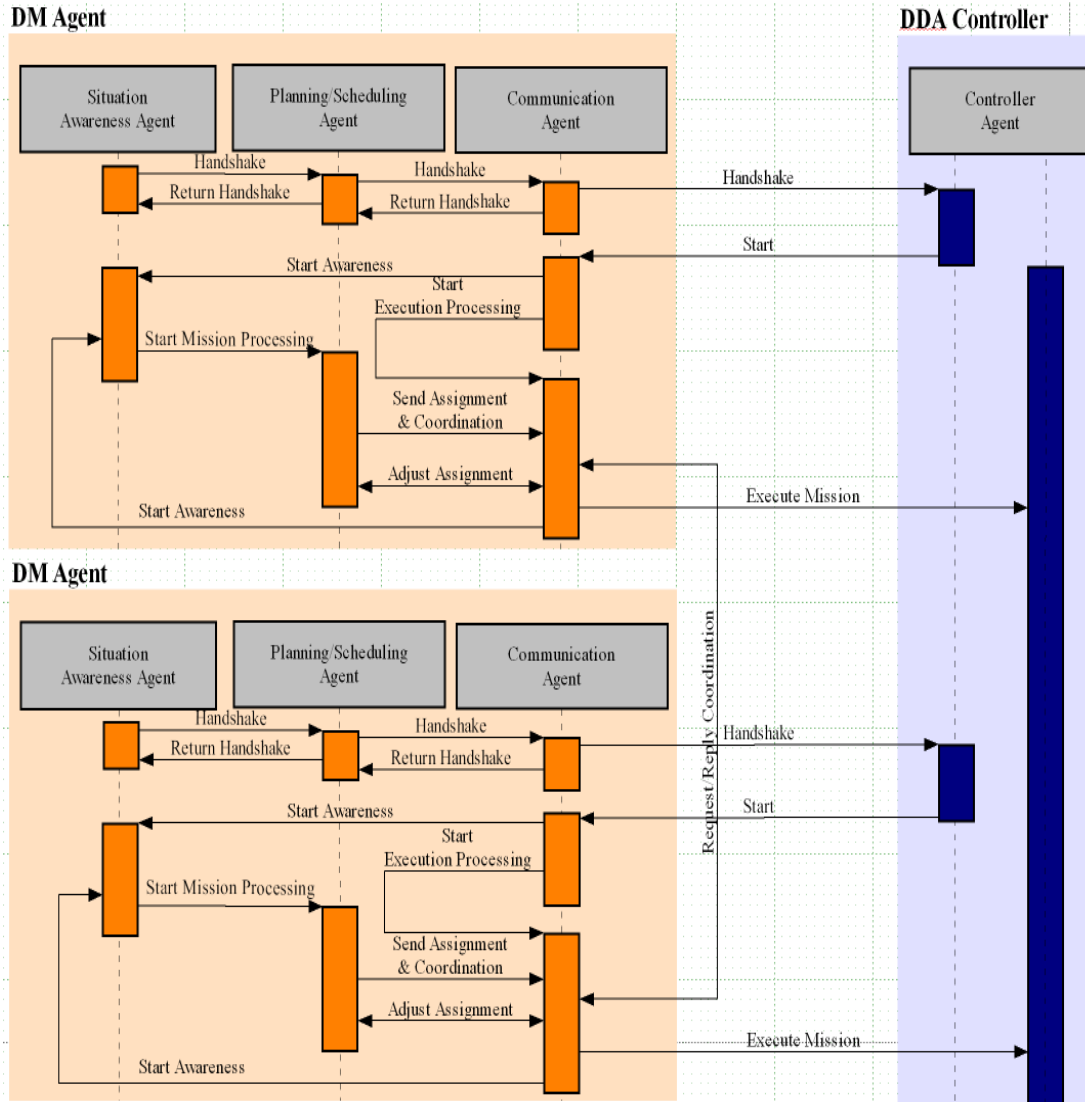 DM Agent
DDA Controller
Situation
Awareness Agent
Planning/Scheduling
Agent
Communication
Agent
Controller
Agent
Handshake
Handshake
Handshake
Return Handshake
Return Handshake
Start
Start Awareness
Start
Execution Processing
Start Mission Processing
Send Assignment
& Coordination
Adjust Assignment
Execute Mission
Start Awareness
Request/Reply Coordination
DM Agent
Situation
Awareness Agent
Planning/Scheduling
Agent
Communication
Agent
Handshake
Handshake
Handshake
Return Handshake
Return Handshake
Start
Start Awareness
Start
Execution Processing
Start Mission Processing
Send Assignment
& Coordination
Adjust Assignment
Execute Mission
Start Awareness